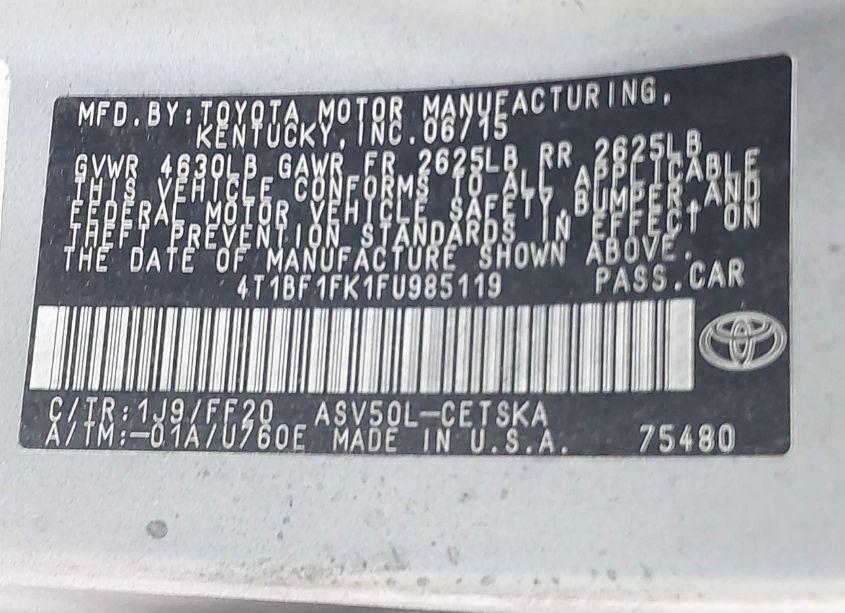 MFD.BY:TOYOTA MOTOR MANUFACTURING,
KENTUCKY,INC.06/15
GVWR 4630LB GAWR FR 2625LB RR 2625LB
THIS VEHICLE CONFORMS TO ALL APPLICABLE
FEDERAL MOTOR VEHICLE SAFETY,BUMPER,AND
THEFT PREVENTION STANDARDS IN EFFECT ON
THE DATE OF MANUFACTURE SHOWN ABOVE.
4T1BF1FK1FU985119 PASS.CAR
C/TR:1J9/FF20 ASV50L-CETSKA
A/TM:-01A/U760E MADE IN U.S.A. 75480